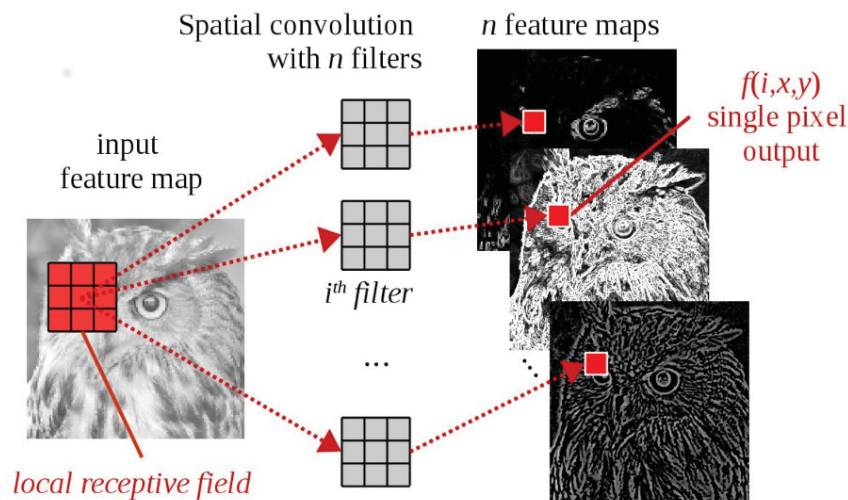 Spatial convolution
with n filters
n feature maps
f(i,x,y)
single pixel
output
input
feature map
iᵗʰ filter
...
...
local receptive field